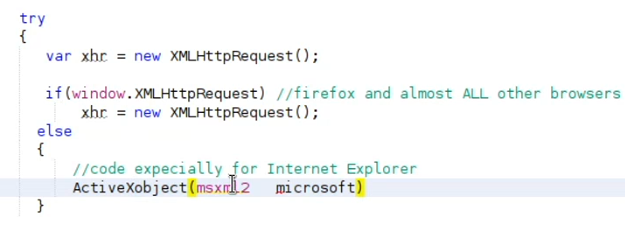 try
{
var xhr = new XMLHttpRequest();
if(window.XMLHttpRequest) //firefox and almost ALL other browsers
xhr = new XMLHttpRequest();
else
{
//code expecially for Internet Explorer
ActiveXobject(msxml2 microsoft)
}